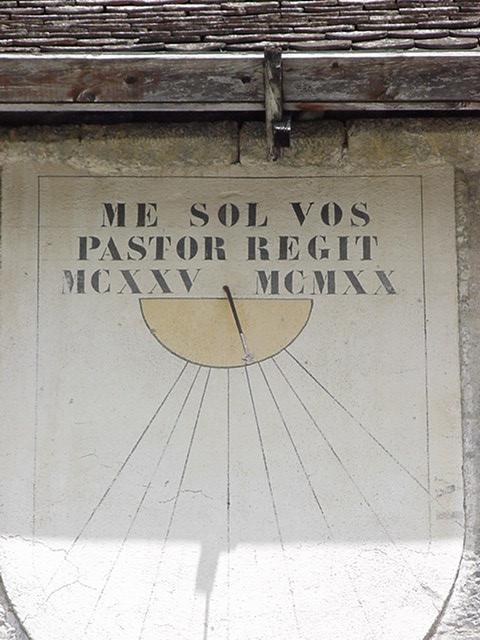 ME SOL VOS
PASTOR REGIT
MCXXV MCMXX